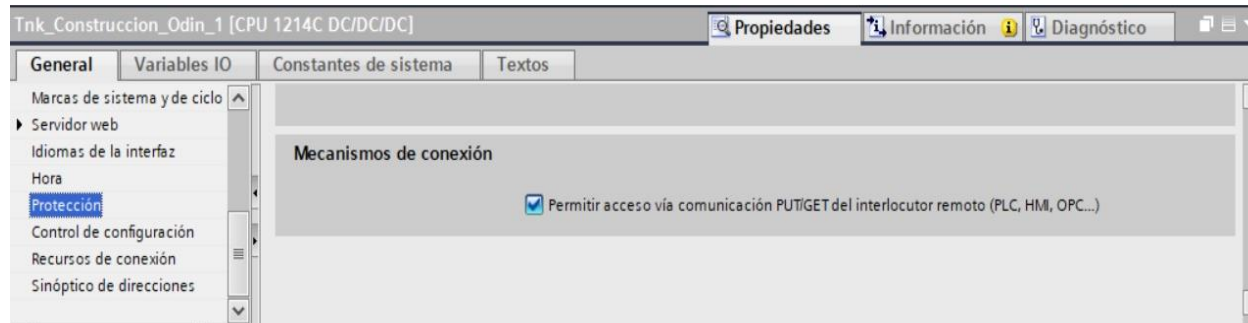 Tnk_Construccion_Odin_1 [CPU 1214C DC/DC/DC]
Propiedades
Información
Diagnóstico
General
Variables IO
Constantes de sistema
Textos
Marcas de sistema y de ciclo
Servidor web
Idiomas de la interfaz
Hora
Protección
Control de configuración
Recursos de conexión
Sinóptico de direcciones
Mecanismos de conexión
Permitir acceso vía comunicación PUT/GET del interlocutor remoto (PLC, HMI, OPC...)